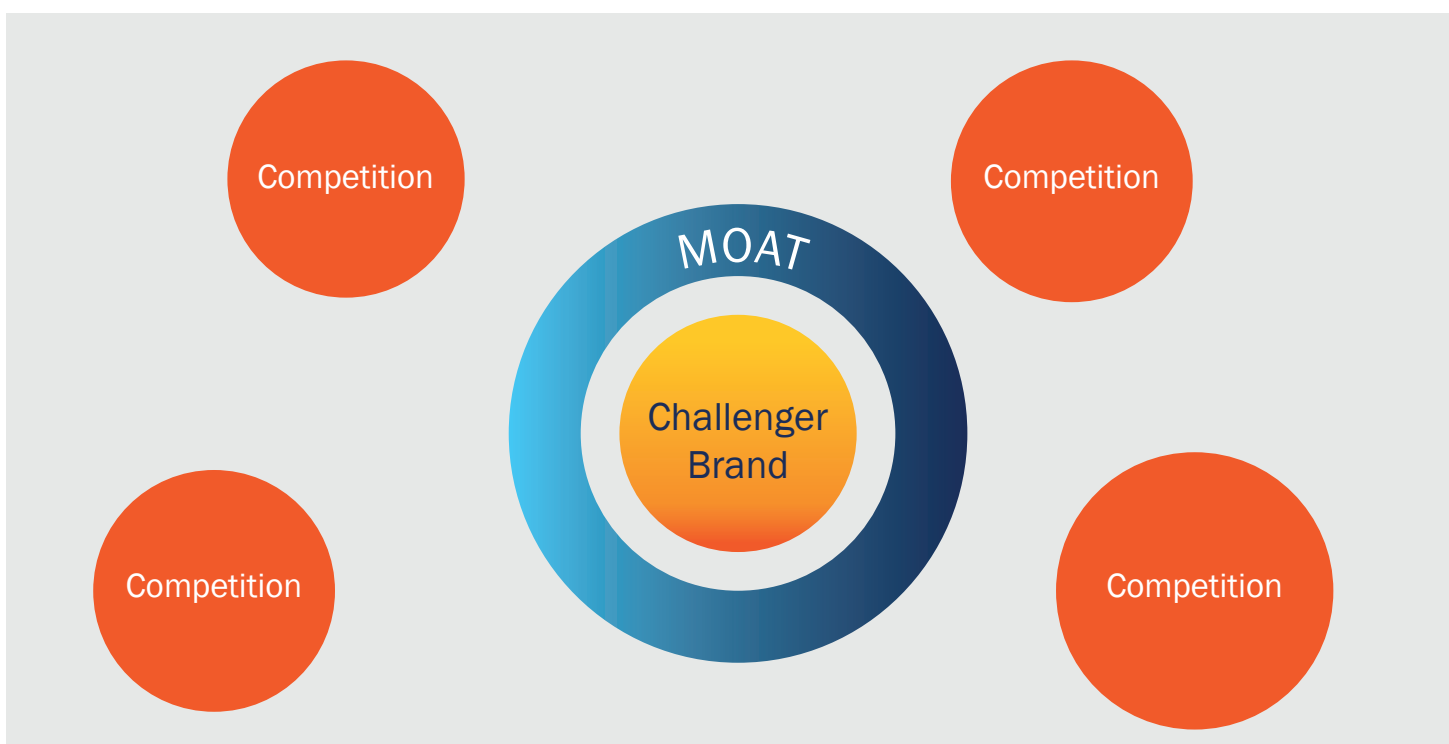 Competition
Competition
MOAT
Challenger
Brand
Competition
Competition